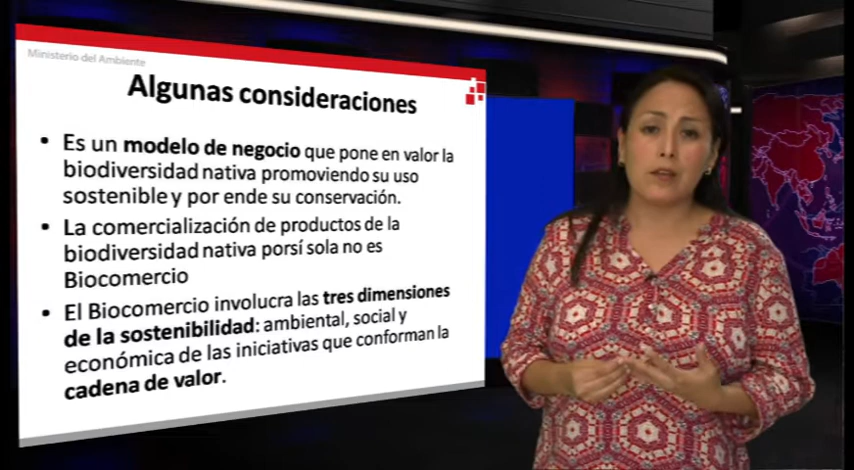 Ministerio del Ambiente
Algunas consideraciones
• Es un modelo de negocio que pone en valor la
biodiversidad nativa promoviendo su uso
sostenible y por ende su conservación.
• La comercialización de productos de la
biodiversidad nativa porsí sola no es
Biocomercio
• El Biocomercio involucra las tres dimensiones
de la sostenibilidad: ambiental, social y
económica de las iniciativas que conforman la
cadena de valor.